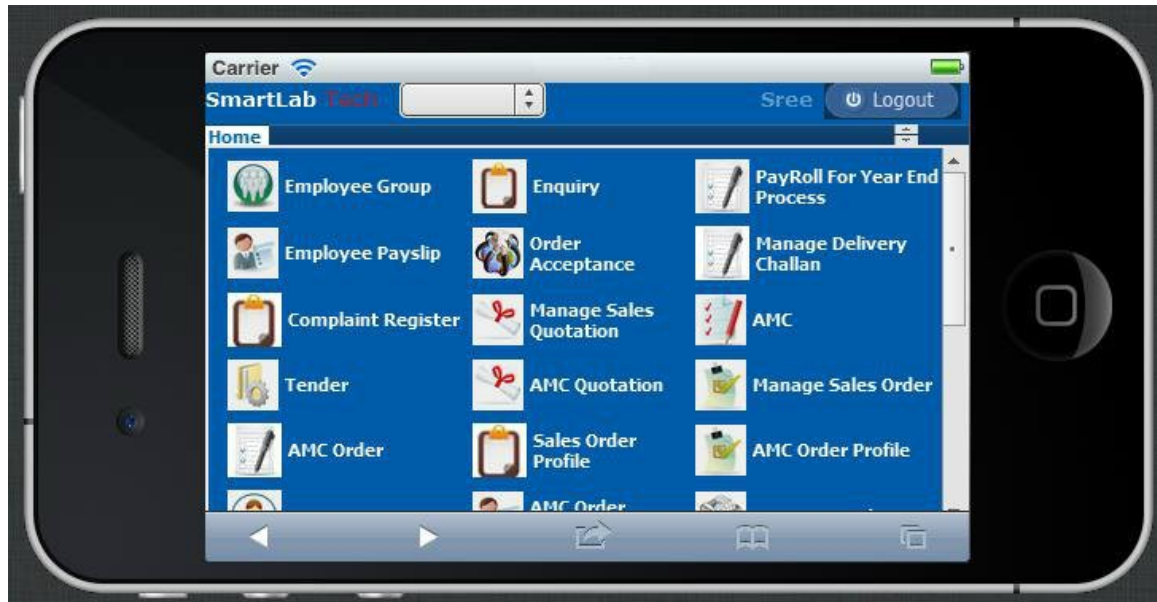 Carrier
SmartLab Tech
Sree
Logout
Home
Employee Group
Enquiry
PayRoll For Year End
Process
Employee Payslip
Order
Acceptance
Manage Delivery
Challan
Complaint Register
Manage Sales
Quotation
AMC
Tender
AMC Quotation
Manage Sales Order
AMC Order
Sales Order
Profile
AMC Order Profile
AMC Order